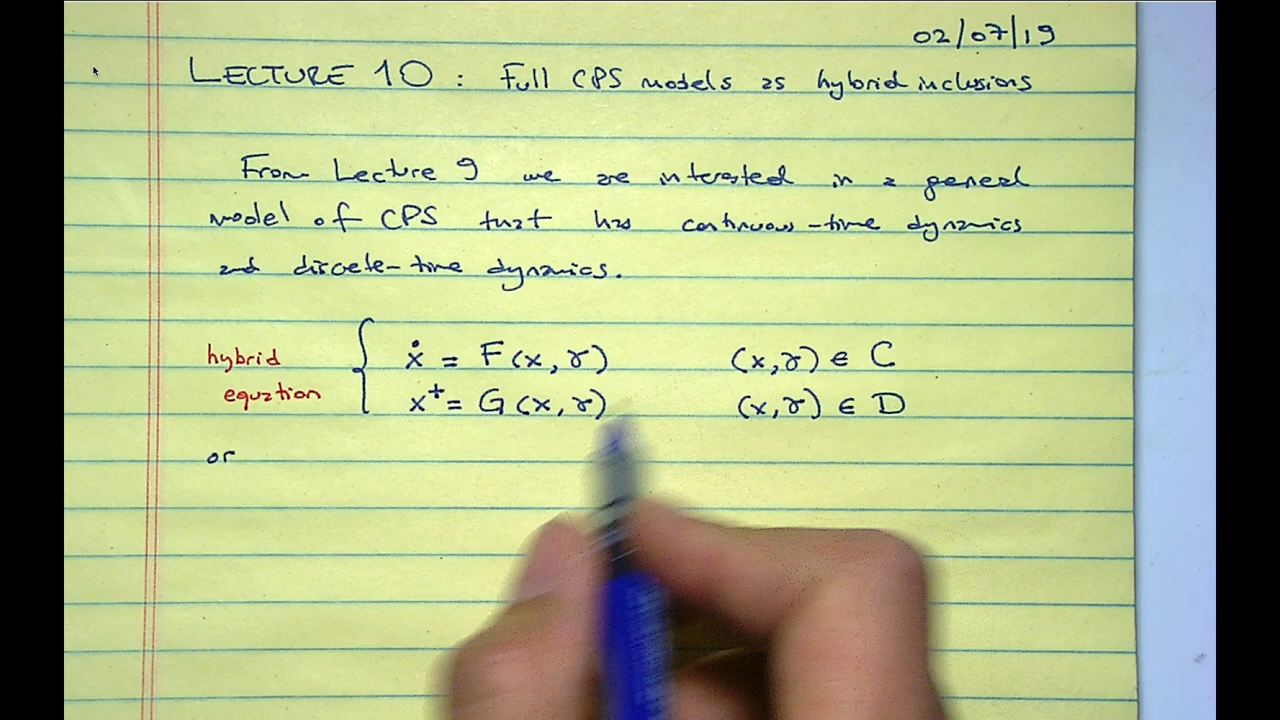 02/07/19
LECTURE 10 : Full CPS models as hybrid inclusions
From Lecture 9 we are interested in a general
model of CPS that has continuous-time dynamics
and discrete-time dynamics.
hybrid equation
ẋ = F(x, γ) (x, γ) ∈ C
x⁺ = G(x, γ) (x, γ) ∈ D
or